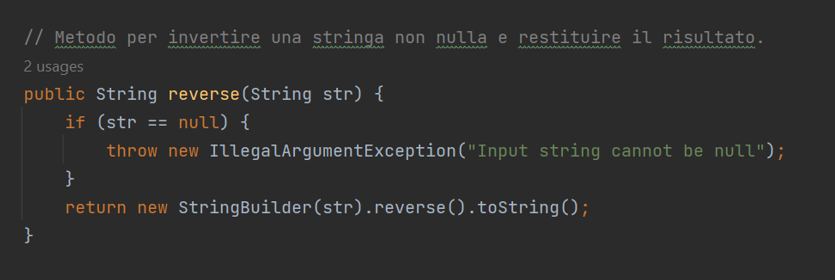 // Metodo per invertire una stringa non nulla e restituire il risultato.
2 usages
public String reverse(String str) {
    if (str == null) {
        throw new IllegalArgumentException("Input string cannot be null");
    }
    return new StringBuilder(str).reverse().toString();
}